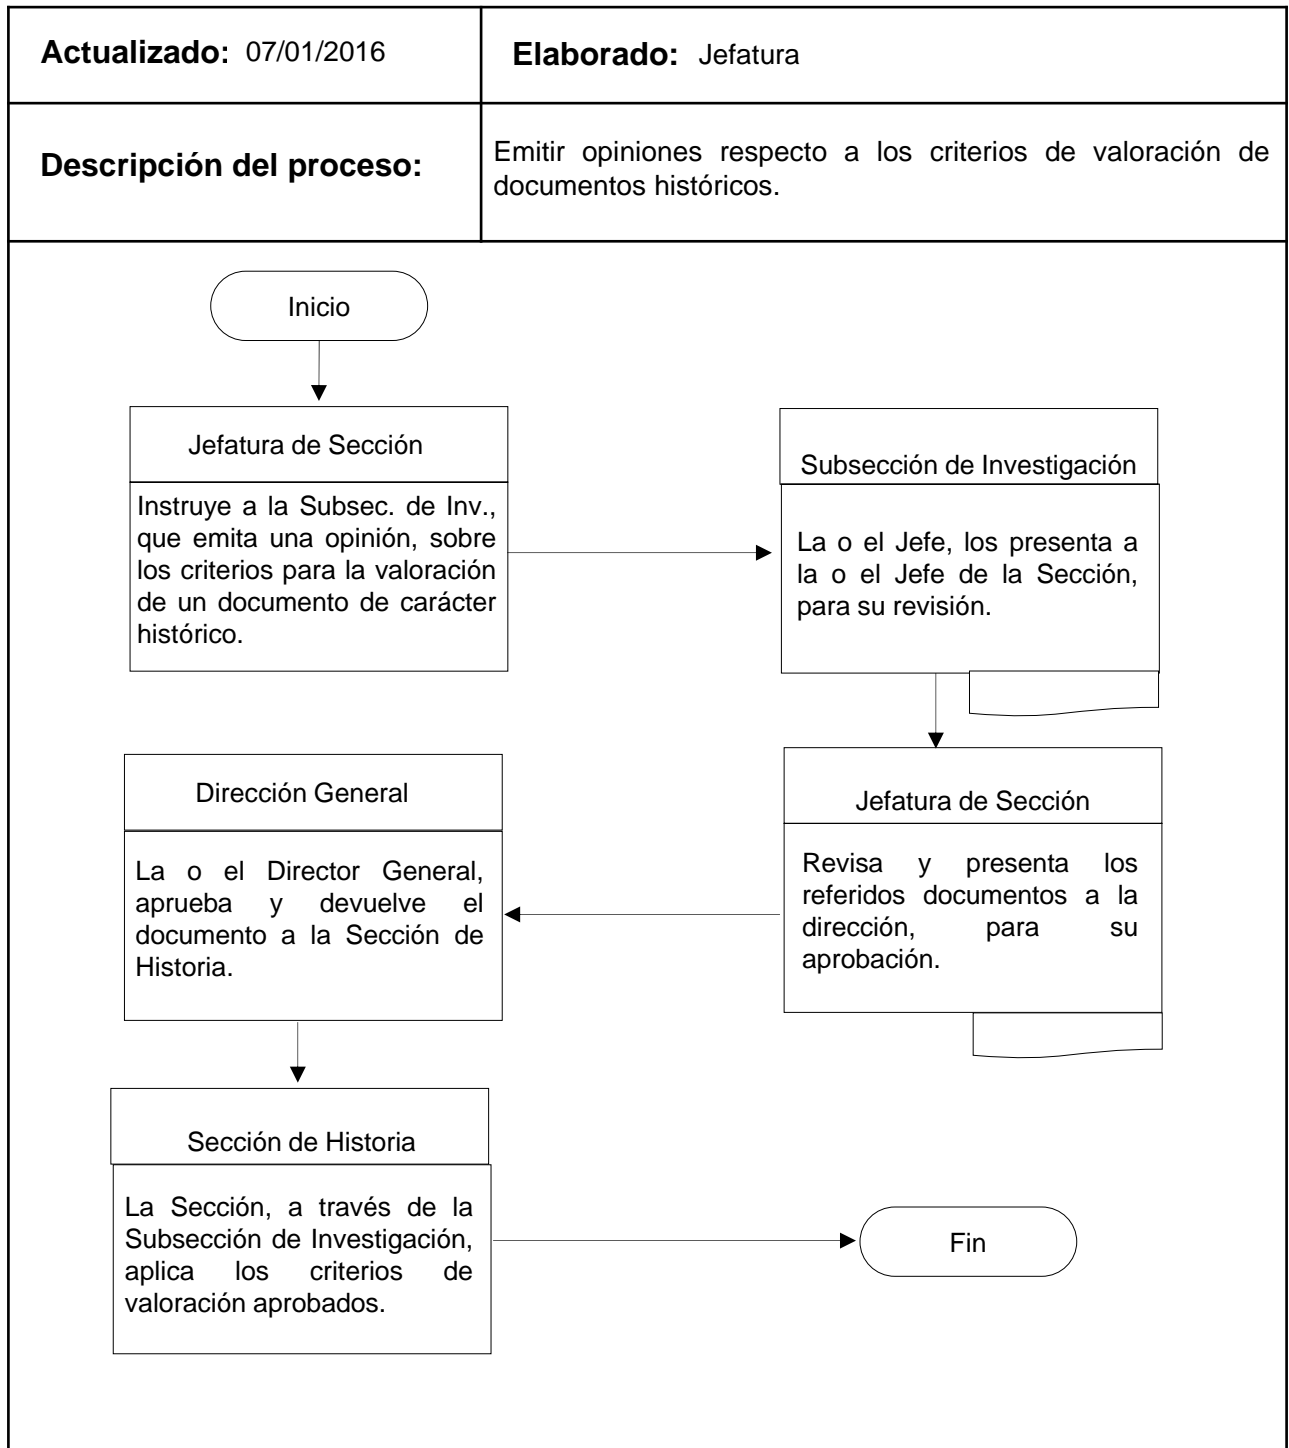 Actualizado: 07/01/2016
Elaborado: Jefatura
Descripción del proceso:
Emitir opiniones respecto a los criterios de valoración de
documentos históricos.
Inicio
Jefatura de Sección
Instruye a la Subsec. de Inv.,
que emita una opinión, sobre
los criterios para la valoración
de un documento de carácter
histórico.
Subsección de Investigación
La o el Jefe, los presenta a
la o el Jefe de la Sección,
para su revisión.
Jefatura de Sección
Revisa y presenta los
referidos documentos a la
dirección, para su
aprobación.
Dirección General
La o el Director General,
aprueba y devuelve el
documento a la Sección de
Historia.
Sección de Historia
La Sección, a través de la
Subsección de Investigación,
aplica los criterios de
valoración aprobados.
Fin